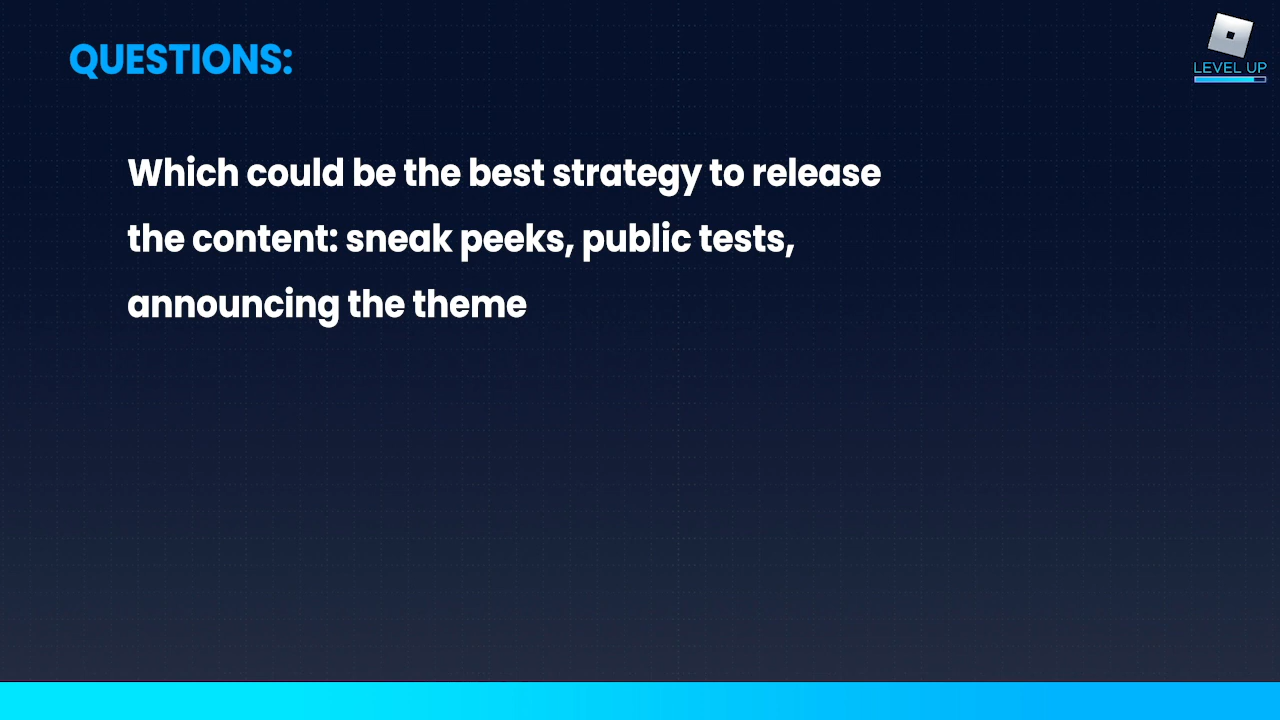 QUESTIONS:
LEVEL UP
Which could be the best strategy to release
the content: sneak peeks, public tests,
announcing the theme